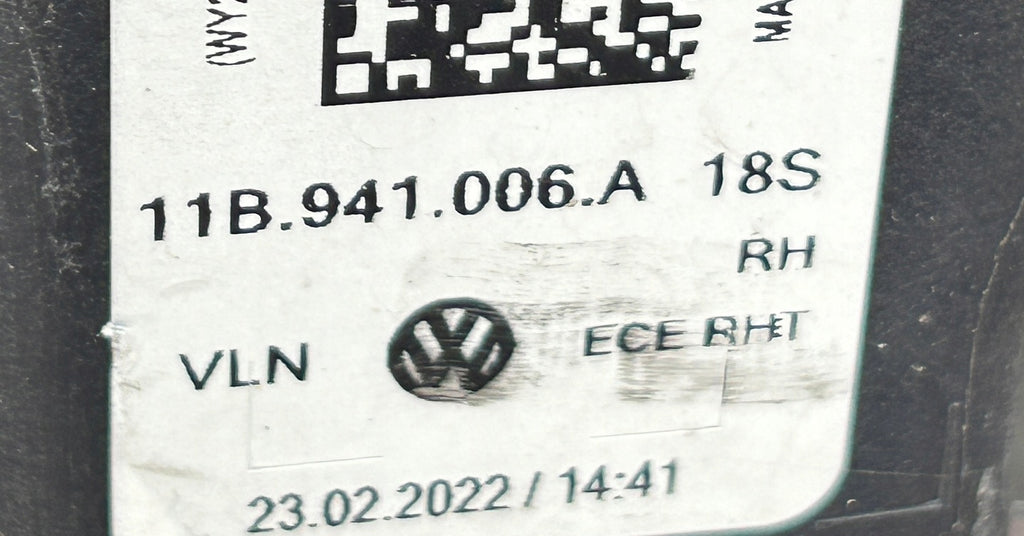 11B.941.006.A 18S
RH
VLN ECE RHT
23.02.2022 / 14:41